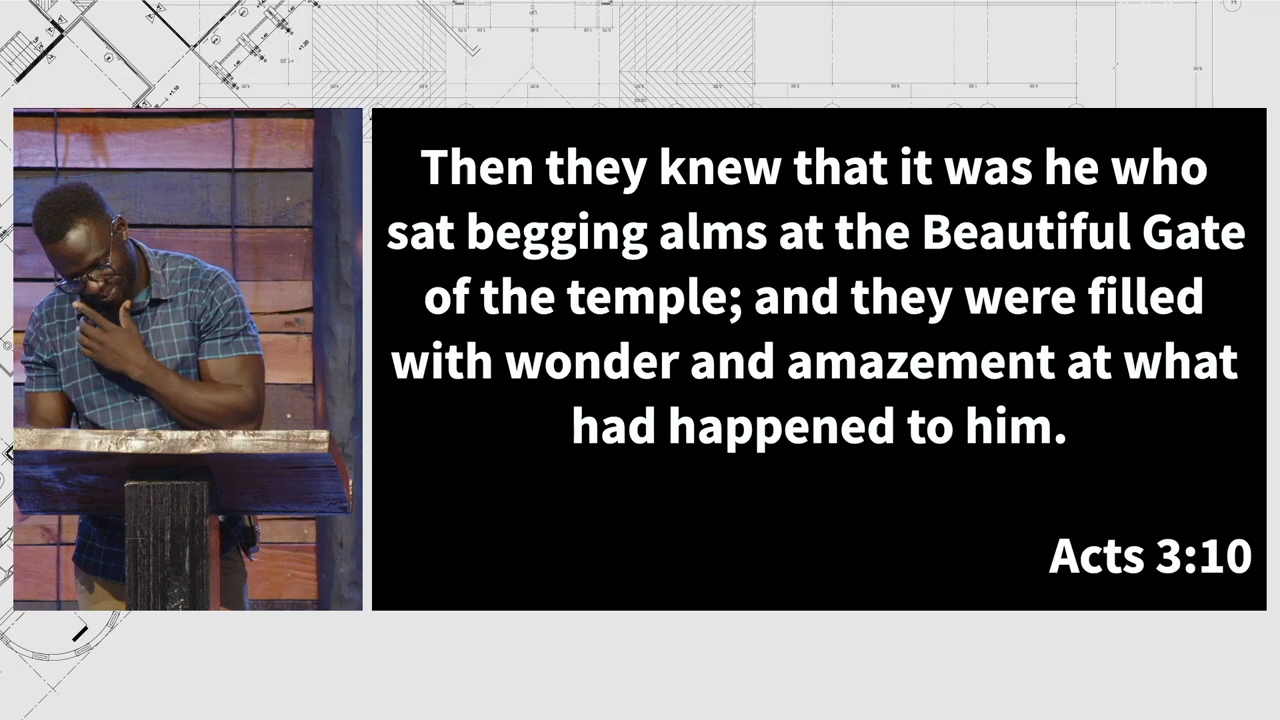 Then they knew that it was he who
sat begging alms at the Beautiful Gate
of the temple; and they were filled
with wonder and amazement at what
had happened to him.
Acts 3:10